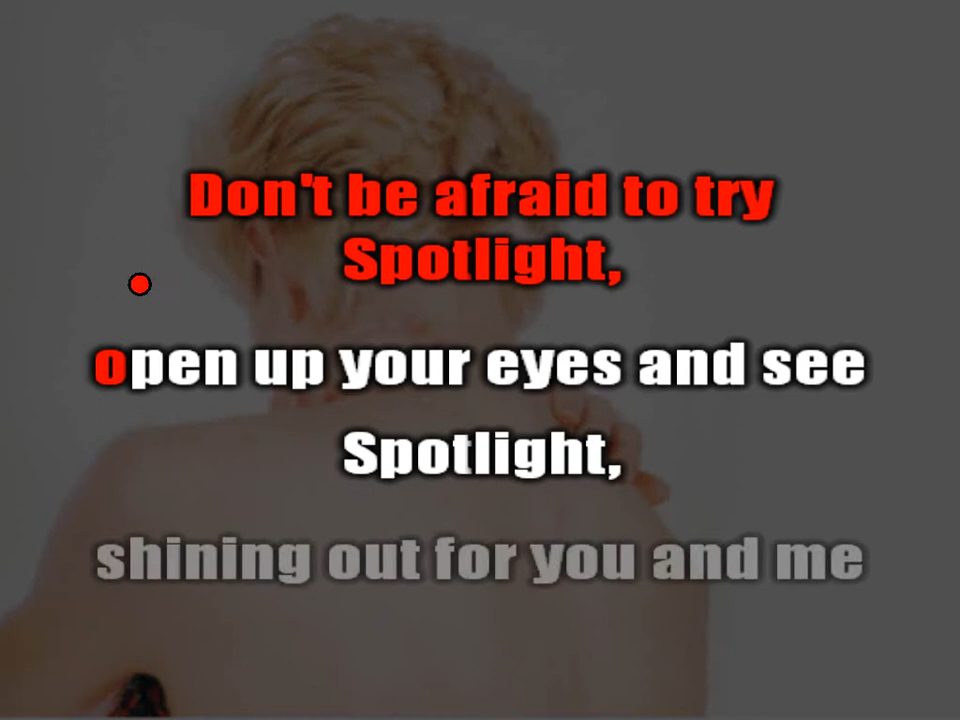 Don't be afraid to try
Spotlight,
open up your eyes and see
Spotlight,
shining out for you and me